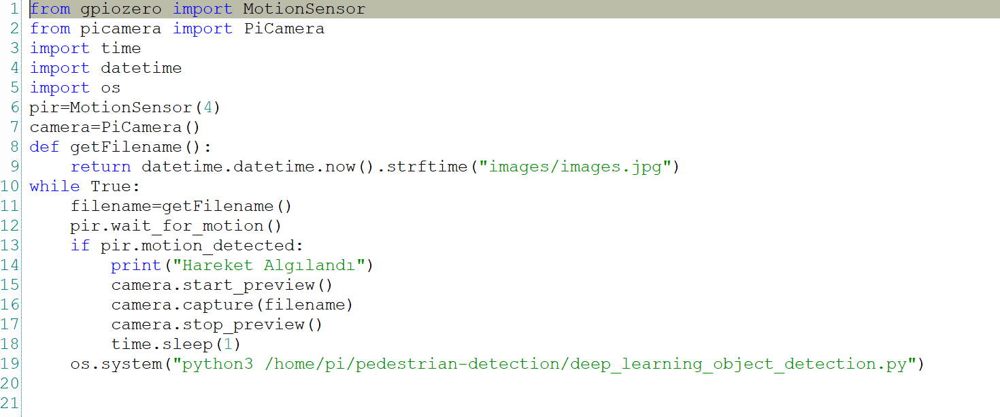 1 from gpiozero import MotionSensor
2 from picamera import PiCamera
3 import time
4 import datetime
5 import os
6 pir=MotionSensor(4)
7 camera=PiCamera()
8 def getFilename():
9     return datetime.datetime.now().strftime("images/images.jpg")
10 while True:
11     filename=getFilename()
12     pir.wait_for_motion()
13     if pir.motion_detected:
14         print("Hareket Algılandı")
15         camera.start_preview()
16         camera.capture(filename)
17         camera.stop_preview()
18         time.sleep(1)
19     os.system("python3 /home/pi/pedestrian-detection/deep_learning_object_detection.py")
20
21